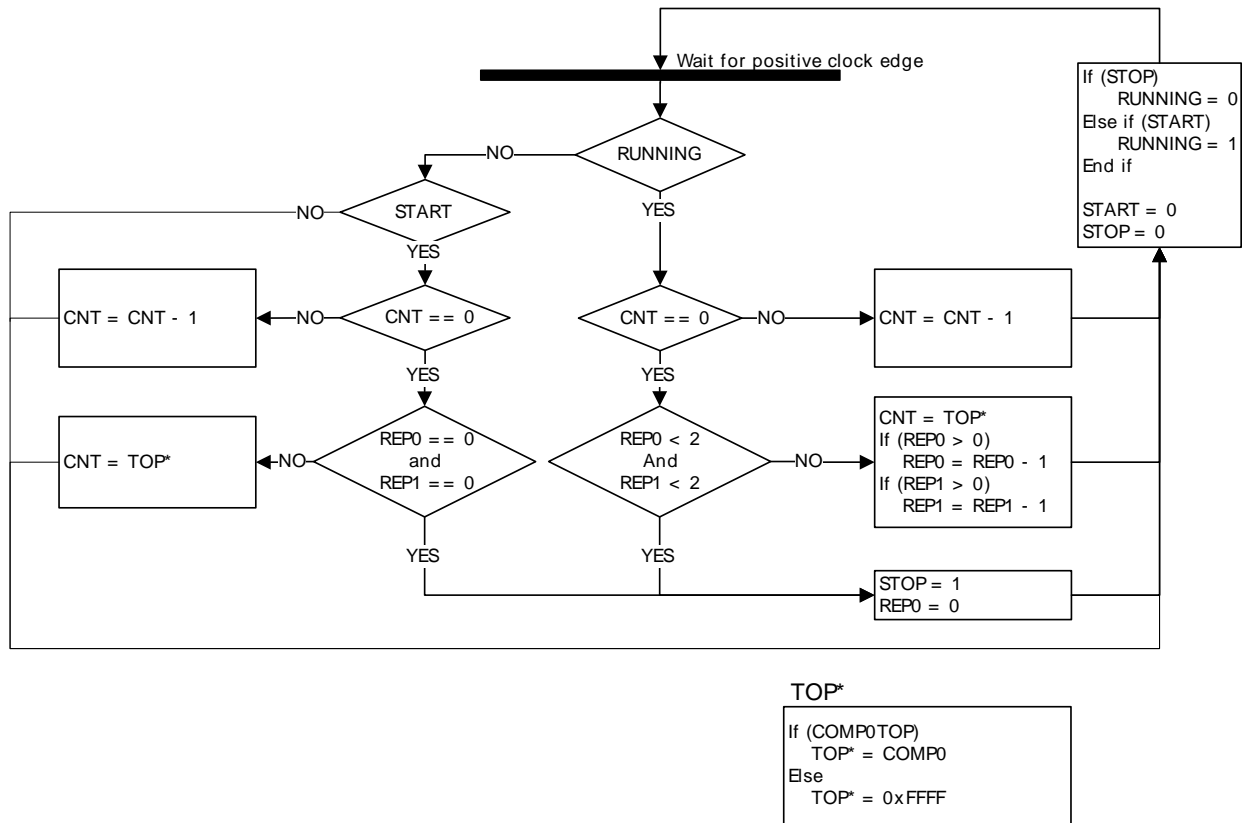 Wait for positive clock edge
If (STOP)
RUNNING = 0
Else if (START)
RUNNING = 1
End if
START = 0
STOP = 0
RUNNING
NO
YES
START
NO
YES
CNT = CNT - 1
NO
CNT == 0
YES
CNT == 0
NO
YES
CNT = CNT - 1
CNT = TOP*
NO
REP0 == 0
and
REP1 == 0
YES
REP0 < 2
And
REP1 < 2
NO
YES
CNT = TOP*
If (REP0 > 0)
REP0 = REP0 - 1
If (REP1 > 0)
REP1 = REP1 - 1
STOP = 1
REP0 = 0
TOP*
If (COMP0TOP)
TOP* = COMP0
Else
TOP* = 0xFFFF